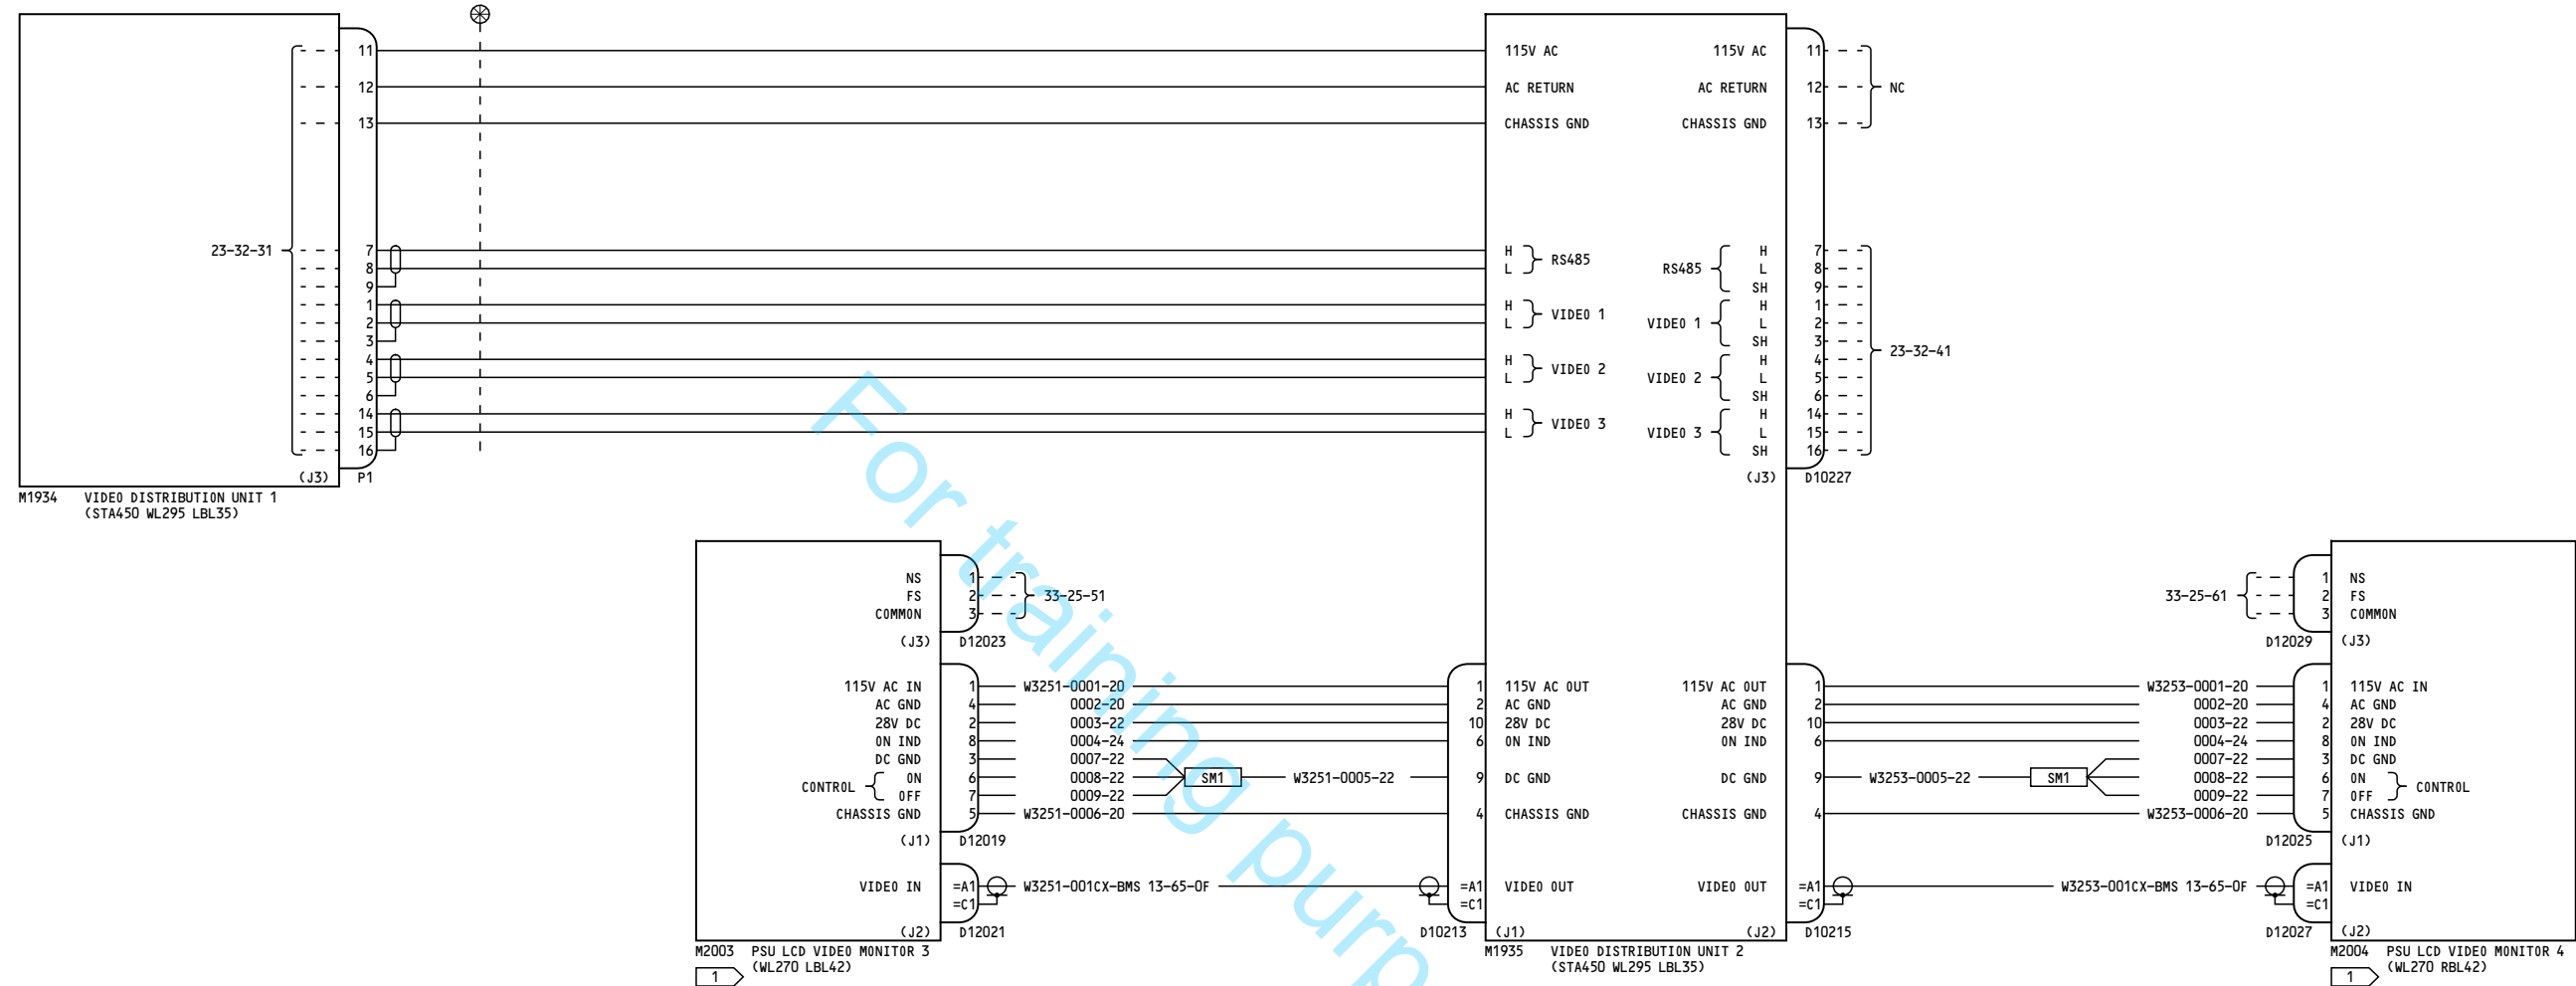 11 115V AC 115V AC 11
12 AC RETURN AC RETURN 12 NC
13 CHASSIS GND CHASSIS GND 13
23-32-31 7 H RS485 H 7
8 L RS485 L 8
9 SH 9
1 H VIDEO 1 H 1
2 L VIDEO 1 L 2
3 SH 3 23-32-41
4 H VIDEO 2 H 4
5 L VIDEO 2 L 5
6 SH 6
14 H VIDEO 3 H 14
15 L VIDEO 3 L 15
16 SH 16
(J3) P1 (J3) D10227
M1934 VIDEO DISTRIBUTION UNIT 1
(STA450 WL295 LBL35)
NS 1 1 NS
FS 2 33-25-51 33-25-61 2 FS
COMMON 3 3 COMMON
(J3) D12023 D12029 (J3)
115V AC IN 1 W3251-0001-20 1 115V AC OUT 115V AC OUT 1 W3253-0001-20 1 115V AC IN
AC GND 4 0002-20 2 AC GND AC GND 2 0002-20 4 AC GND
28V DC 2 0003-22 10 28V DC 28V DC 10 0003-22 2 28V DC
ON IND 8 0004-24 6 ON IND ON IND 6 0004-24 8 ON IND
DC GND 3 0007-22 0007-22 3 DC GND
CONTROL ON 6 0008-22 SM1 W3251-0005-22 9 DC GND DC GND 9 W3253-0005-22 SM1 0008-22 6 ON CONTROL
OFF 7 0009-22 0009-22 7 OFF
CHASSIS GND 5 W3251-0006-20 4 CHASSIS GND CHASSIS GND 4 W3253-0006-20 5 CHASSIS GND
(J1) D12019 D12025 (J1)
VIDEO IN =A1 W3251-001CX-BMS 13-65-0F =A1 VIDEO OUT VIDEO OUT =A1 W3253-001CX-BMS 13-65-0F =A1 VIDEO IN
=C1 =C1 =C1 =C1
(J2) D12021 D10213 (J1) (J2) D10215 D12027 (J2)
M2003 PSU LCD VIDEO MONITOR 3 M1935 VIDEO DISTRIBUTION UNIT 2 M2004 PSU LCD VIDEO MONITOR 4
(WL270 LBL42) (STA450 WL295 LBL35) (WL270 RBL42)
1 1
For training purp